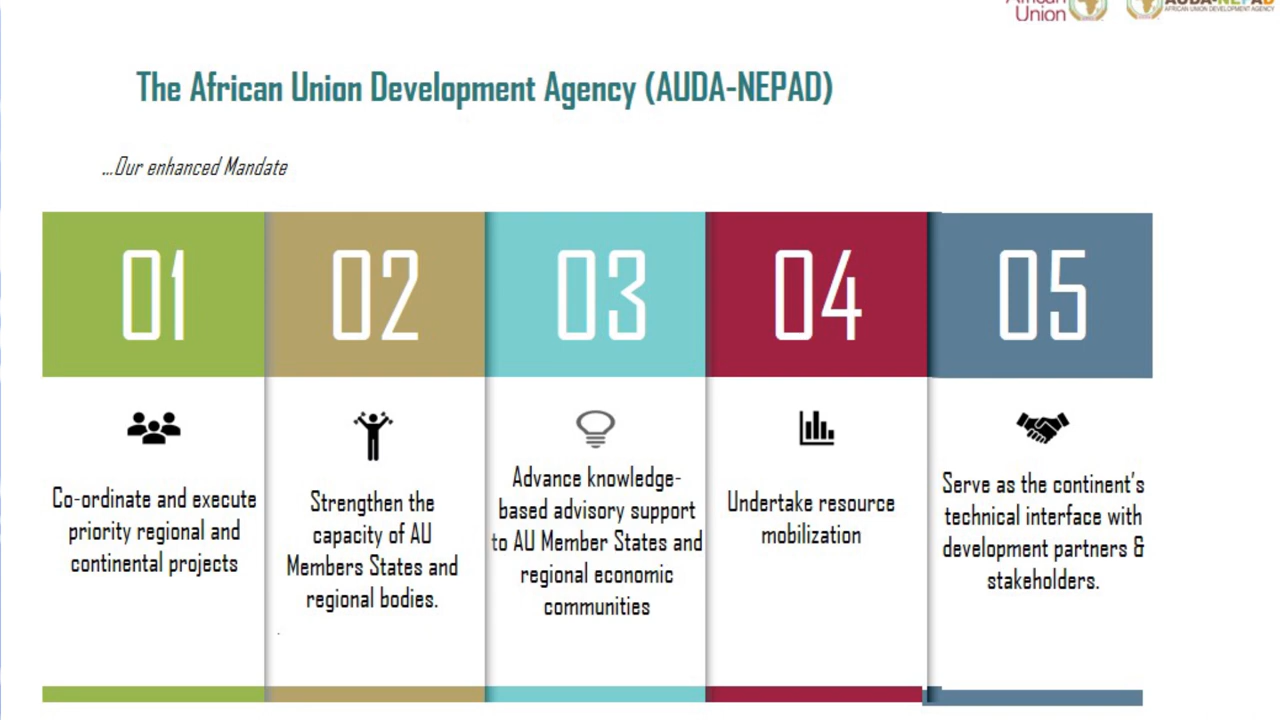 African
Union
AUDA-NEPAD
AFRICAN UNION DEVELOPMENT AGENCY
The African Union Development Agency (AUDA-NEPAD)
...Our enhanced Mandate
01
02
03
04
05
Co-ordinate and execute
priority regional and
continental projects
Strengthen the
capacity of AU
Members States and
regional bodies.
Advance knowledge-
based advisory support
to AU Member States and
regional economic
communities
Undertake resource
mobilization
Serve as the continent's
technical interface with
development partners &
stakeholders.